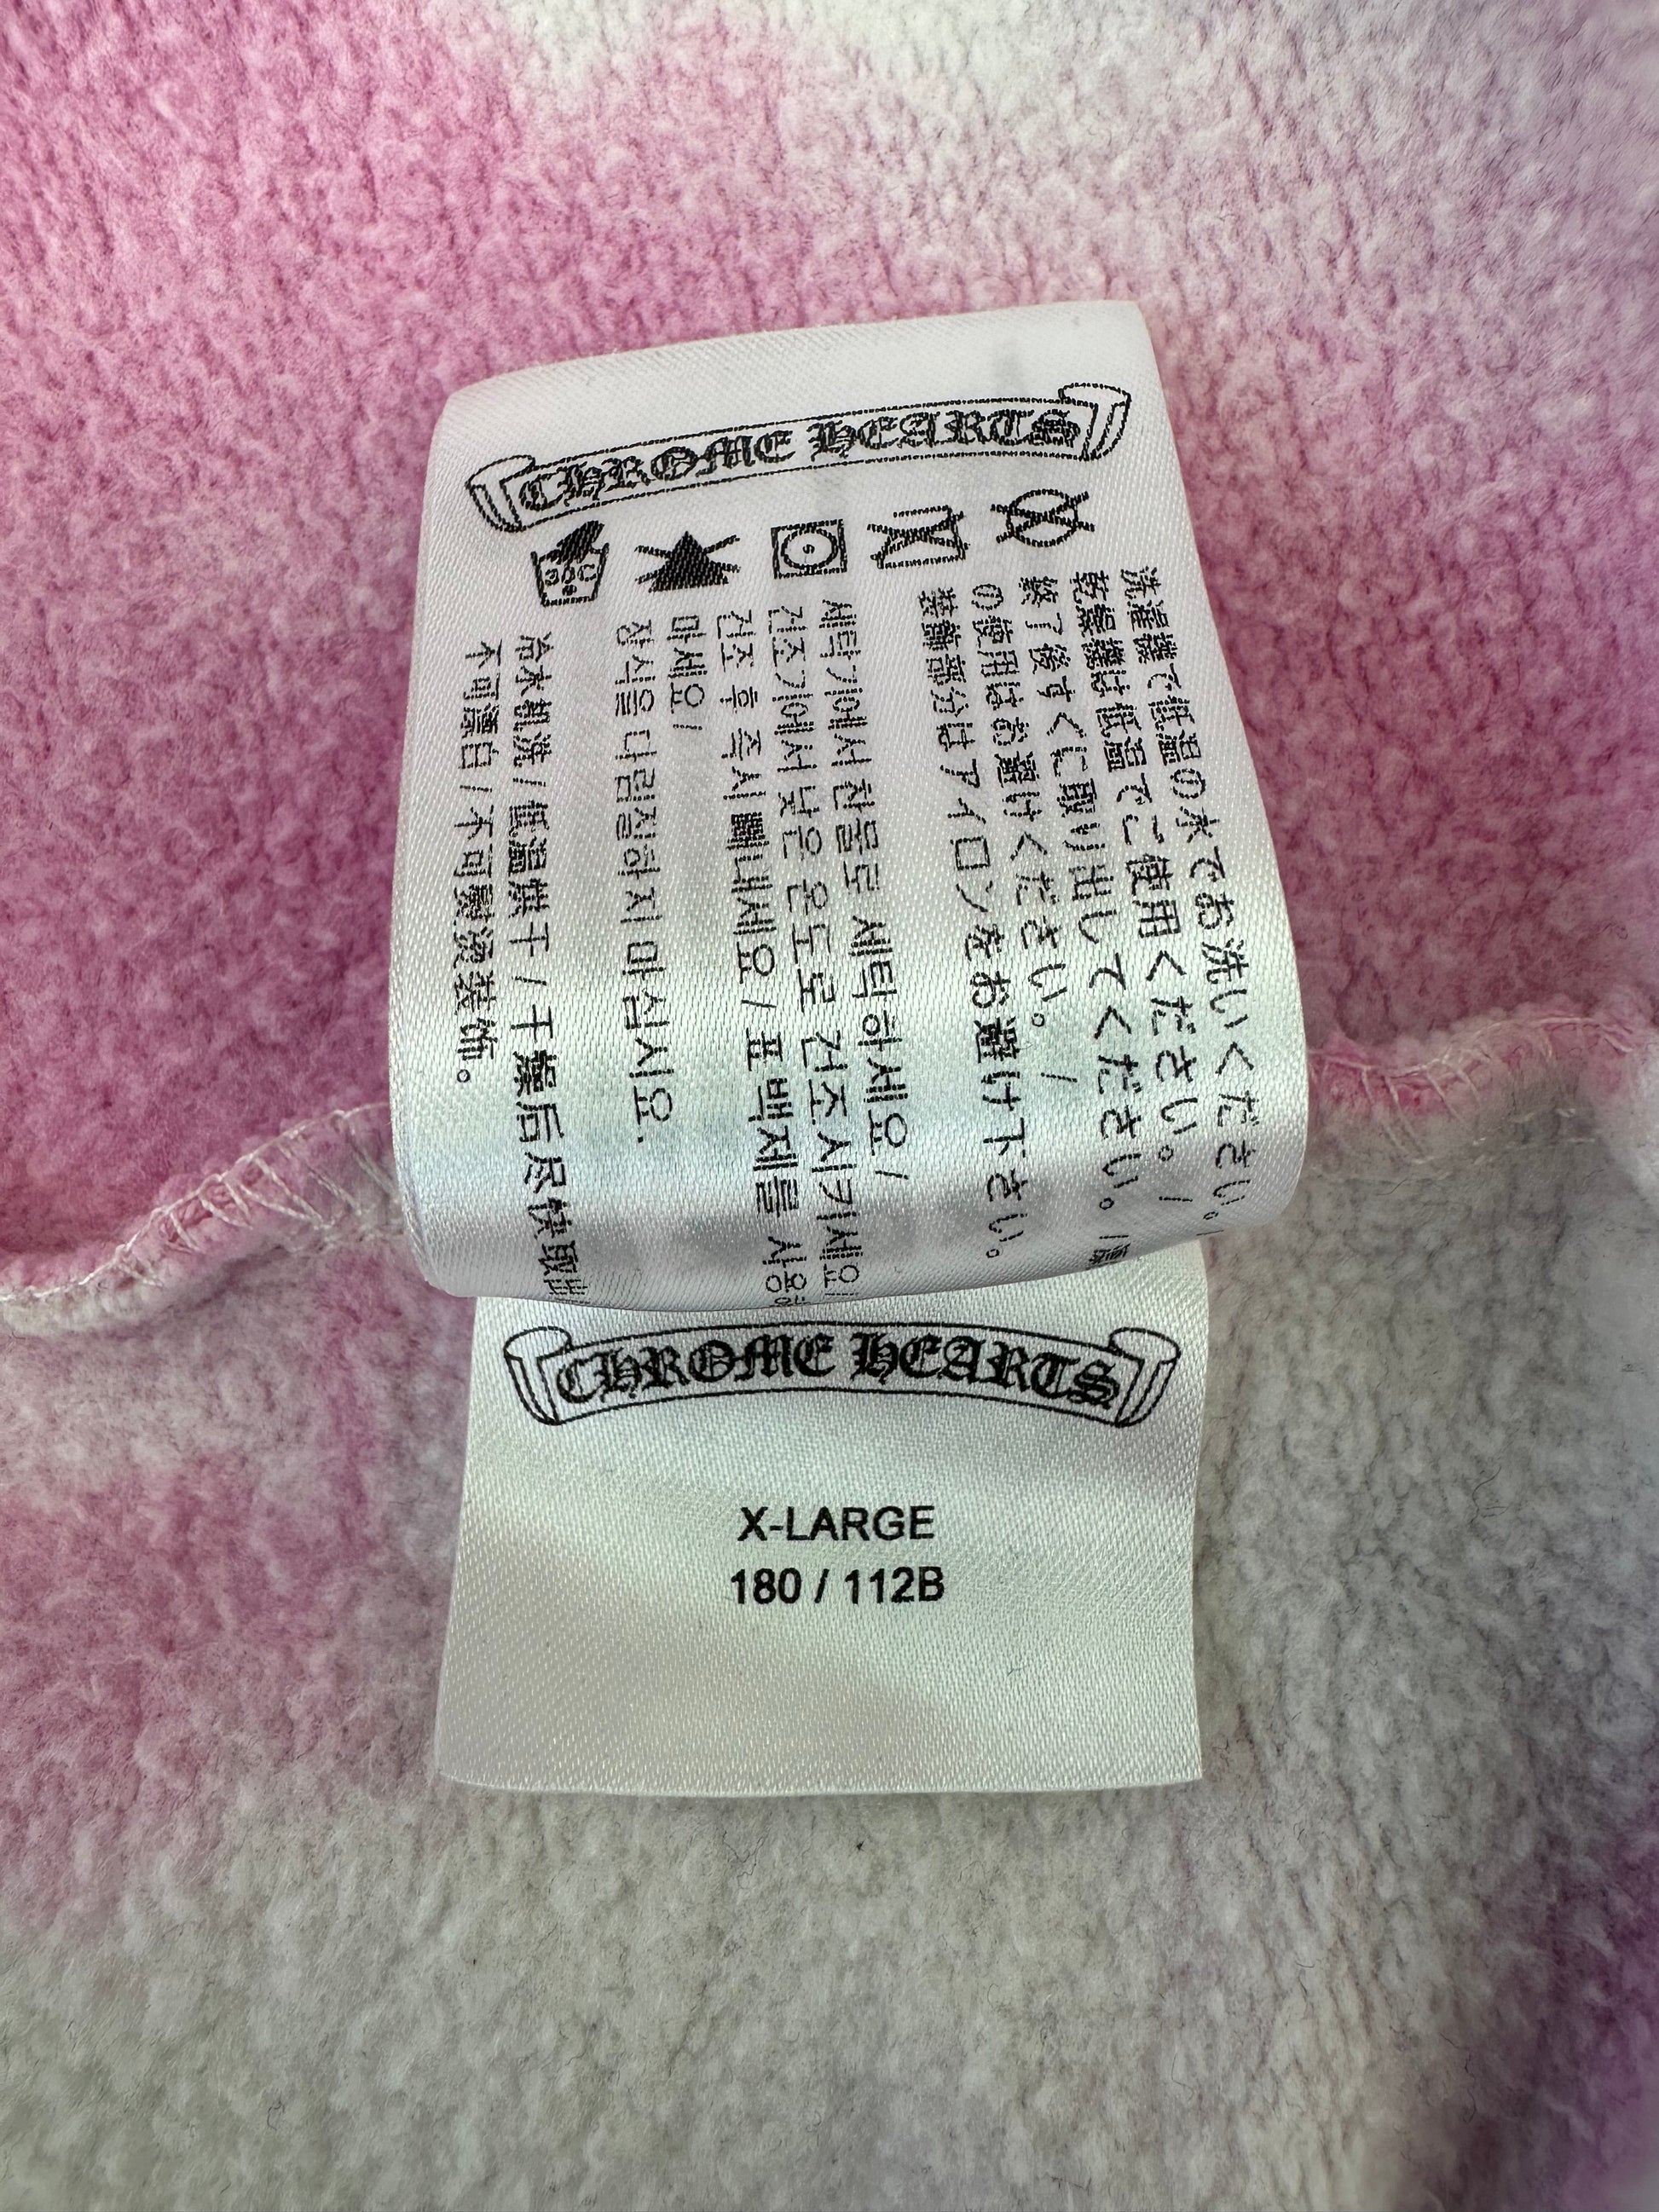 CHROME HEARTS
30C
洗濯機で低温の水でお洗いください。/
乾燥機は低温でご使用ください。/
終了後すぐに取り出してください。/
の使用はお避けください。/
装飾部分はアイロンをお避け下さい。
세탁기에서 찬물로 세탁하세요/
건조기에서 낮은 온도로 건조시키세요
건조 후 즉시 빼내세요/ 표백제를 사용
마세요/
장식을 다림질하지 마십시오.
冷水机洗/低温烘干/干燥后尽快取出
不可漂白/不可熨烫装饰。
CHROME HEARTS
X-LARGE
180 / 112B